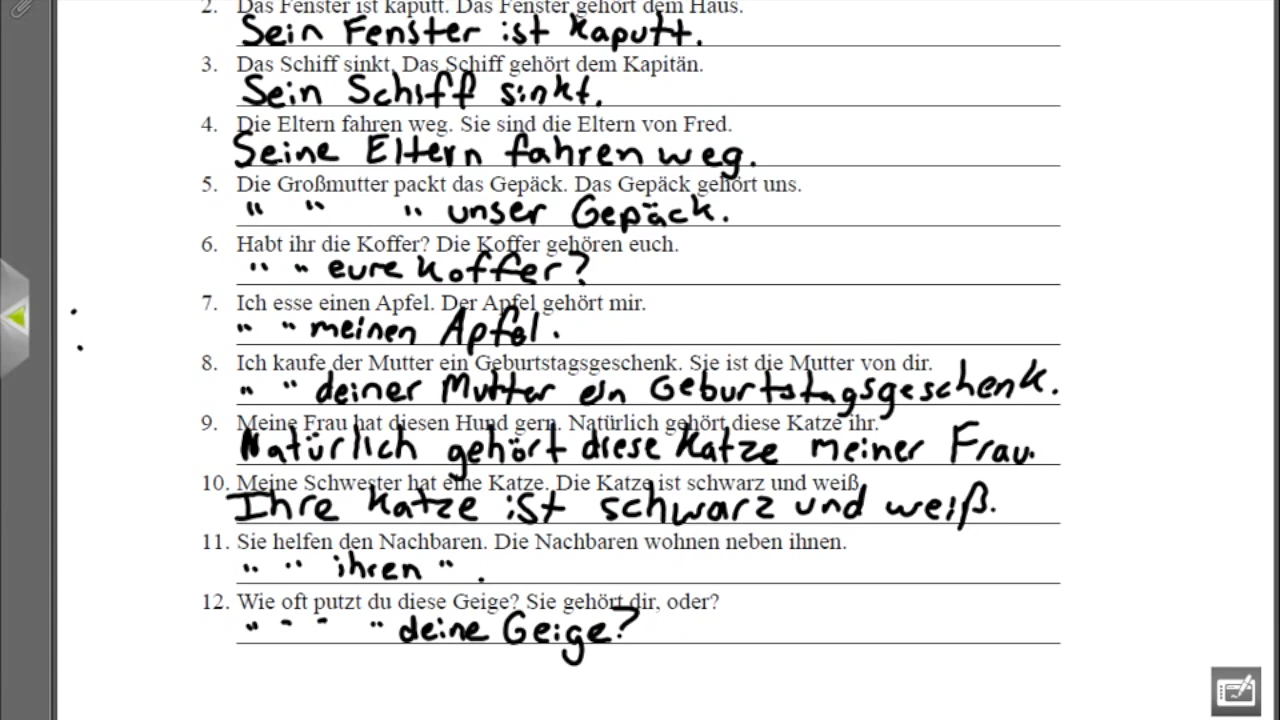 2. Das Fenster ist kaputt. Das Fenster gehört dem Haus.
Sein Fenster ist kaputt.
3. Das Schiff sinkt. Das Schiff gehört dem Kapitän.
Sein Schiff sinkt.
4. Die Eltern fahren weg. Sie sind die Eltern von Fred.
Seine Eltern fahren weg.
5. Die Großmutter packt das Gepäck. Das Gepäck gehört uns.
" " " unser Gepäck.
6. Habt ihr die Koffer? Die Koffer gehören euch.
" " eure Koffer?
7. Ich esse einen Apfel. Der Apfel gehört mir.
" " meinen Apfel.
8. Ich kaufe der Mutter ein Geburtstagsgeschenk. Sie ist die Mutter von dir.
" " deiner Mutter ein Geburtstagsgeschenk.
9. Meine Frau hat diesen Hund gern. Natürlich gehört diese Katze ihr.
Natürlich gehört diese Katze meiner Frau.
10. Meine Schwester hat eine Katze. Die Katze ist schwarz und weiß.
Ihre Katze ist schwarz und weiß.
11. Sie helfen den Nachbaren. Die Nachbaren wohnen neben ihnen.
" " ihren " .
12. Wie oft putzt du diese Geige? Sie gehört dir, oder?
" " " " deine Geige?